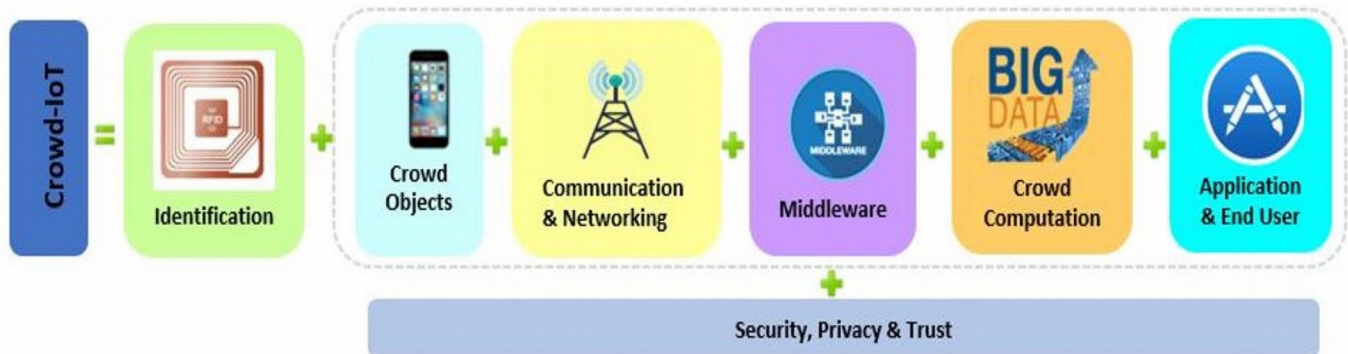 Crowd-IoT
=
RFID
Identification
+
Crowd
Objects
+
Communication
& Networking
+
MIDDLEWARE
Middleware
+
BIG
DATA
Crowd
Computation
+
Application
& End User
+
Security, Privacy & Trust